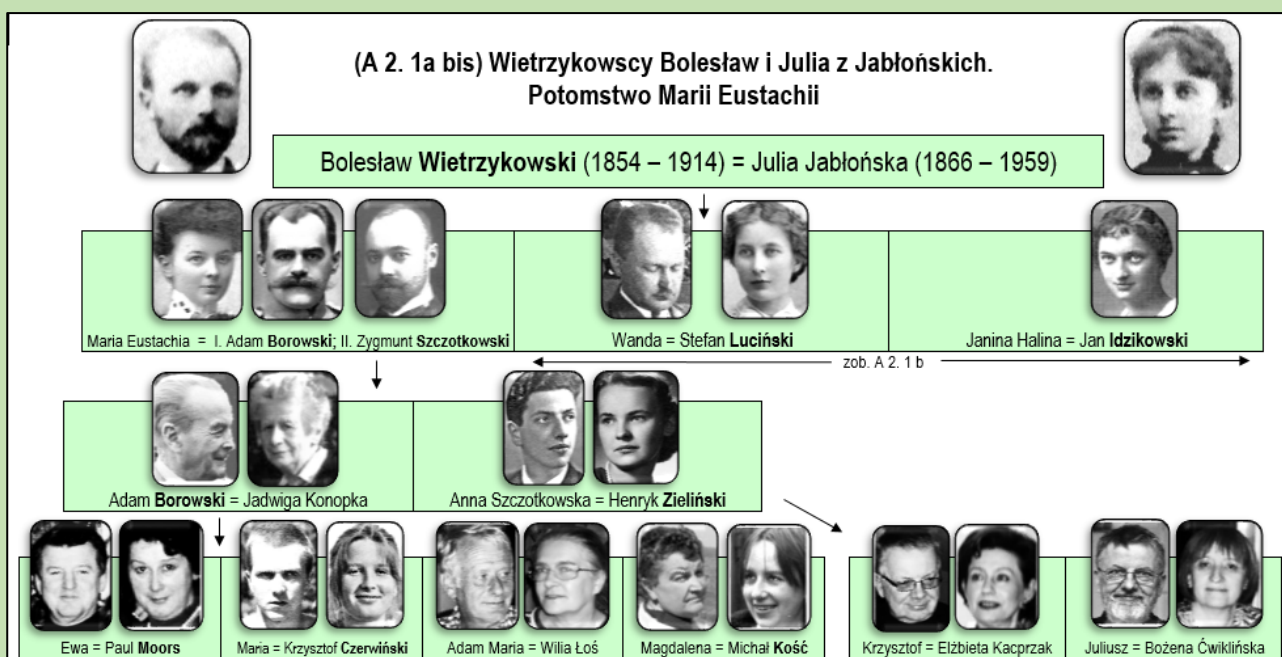 (A 2. 1a bis) Wietrzykowscy Bolesław i Julia z Jabłońskich.
Potomstwo Marii Eustachii
Bolesław Wietrzykowski (1854 – 1914) = Julia Jabłońska (1866 – 1959)
Maria Eustachia = I. Adam Borowski; II. Zygmunt Szczotkowski
Wanda = Stefan Luciński
Janina Halina = Jan Idzikowski
zob. A 2. 1 b
Adam Borowski = Jadwiga Konopka
Anna Szczotkowska = Henryk Zieliński
Ewa = Paul Moors
Maria = Krzysztof Czerwiński
Adam Maria = Wilia Łoś
Magdalena = Michał Kość
Krzysztof = Elżbieta Kacprzak
Juliusz = Bożena Ćwiklińska